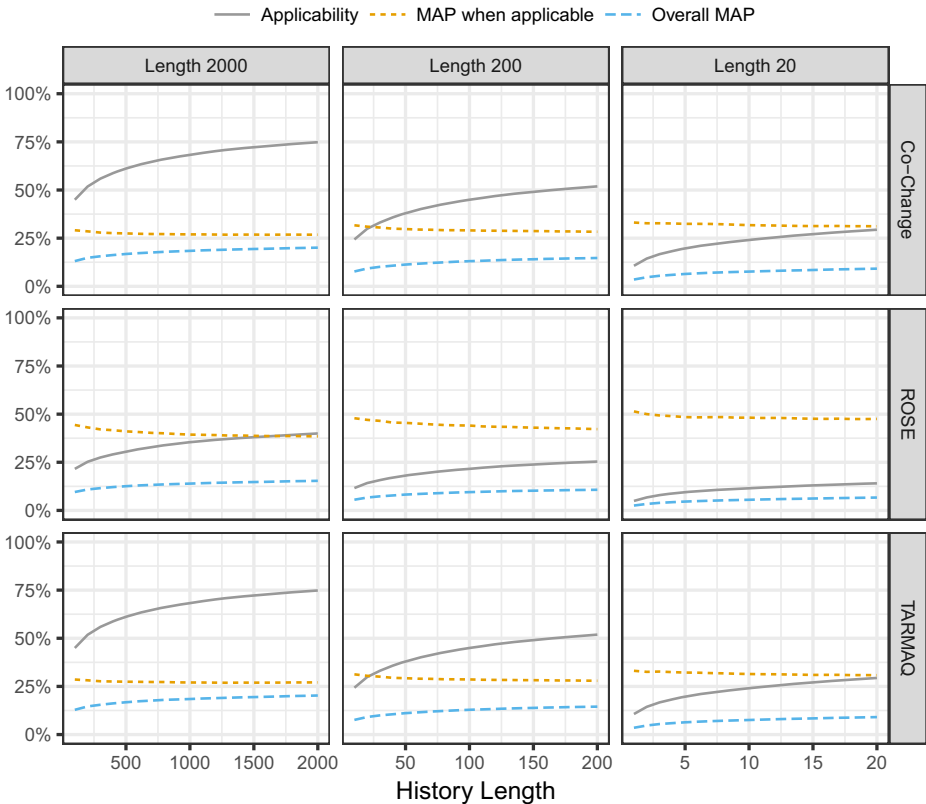 Applicability MAP when applicable Overall MAP
Length 2000 Length 200 Length 20
100%
75%
50%
25%
0%
Co−Change
100%
75%
50%
25%
0%
ROSE
100%
75%
50%
25%
0%
TARMAQ
500 1000 1500 2000 50 100 150 200 5 10 15 20
History Length